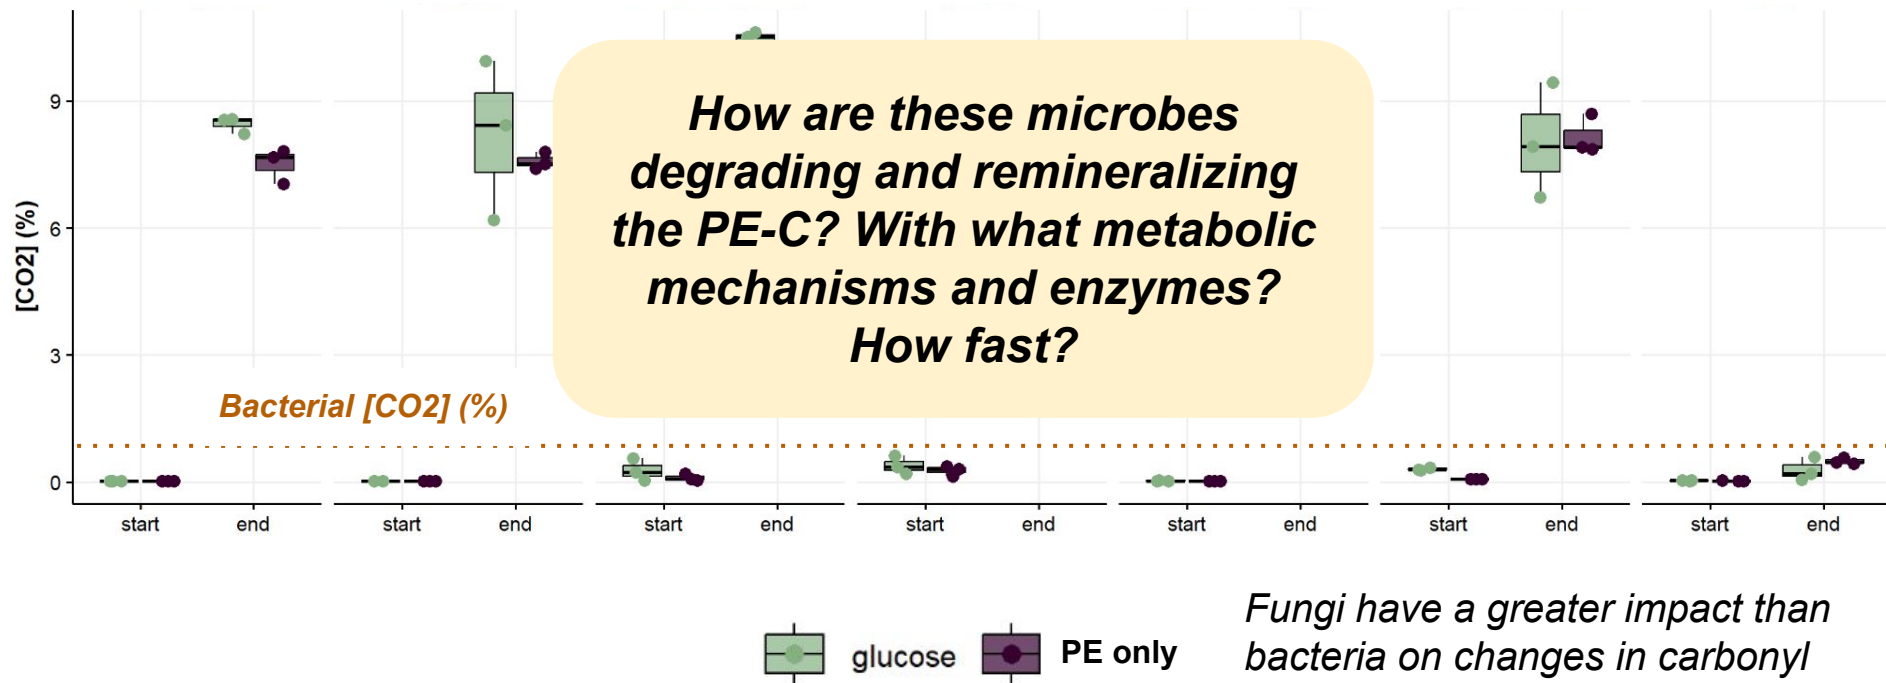 How are these microbes
degrading and remineralizing
the PE-C? With what metabolic
mechanisms and enzymes?
How fast?
[CO2] (%)
9
6
3
0
Bacterial [CO2] (%)
start end start end start end start end start end start end start end
glucose PE only
Fungi have a greater impact than
bacteria on changes in carbonyl